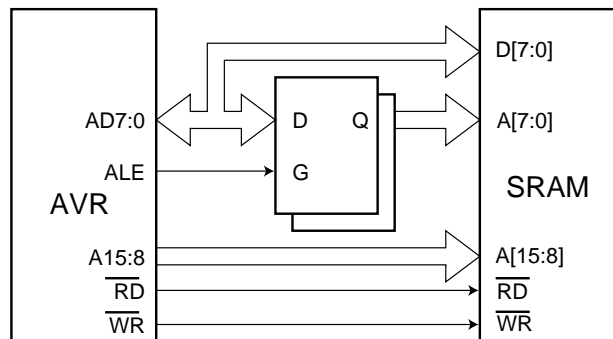 D[7:0]
AD7:0
D
Q
A[7:0]
ALE
G
AVR
SRAM
A15:8
A[15:8]
RD
RD
WR
WR